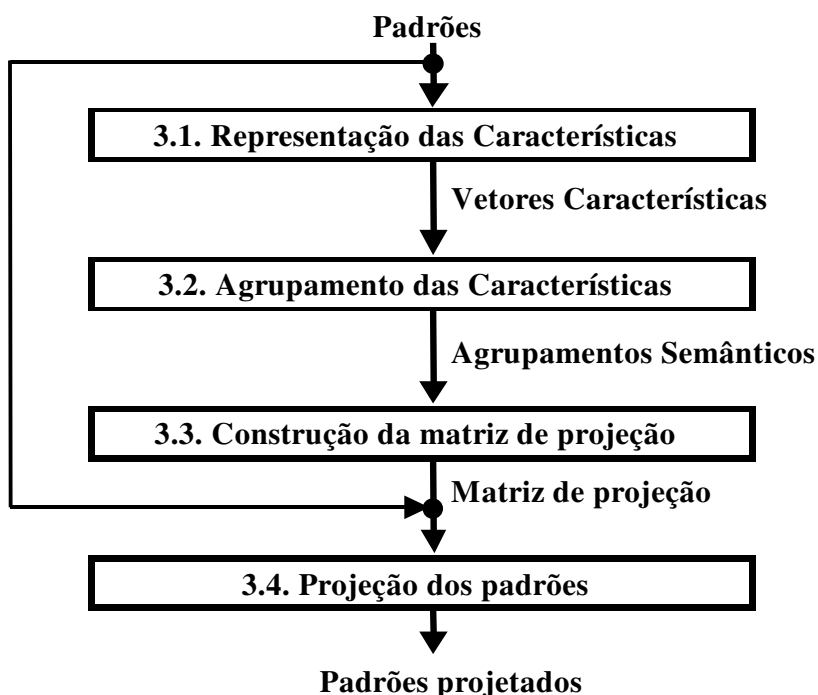 Padrões
3.1. Representação das Características
Vetores Características
3.2. Agrupamento das Características
Agrupamentos Semânticos
3.3. Construção da matriz de projeção
Matriz de projeção
3.4. Projeção dos padrões
Padrões projetados